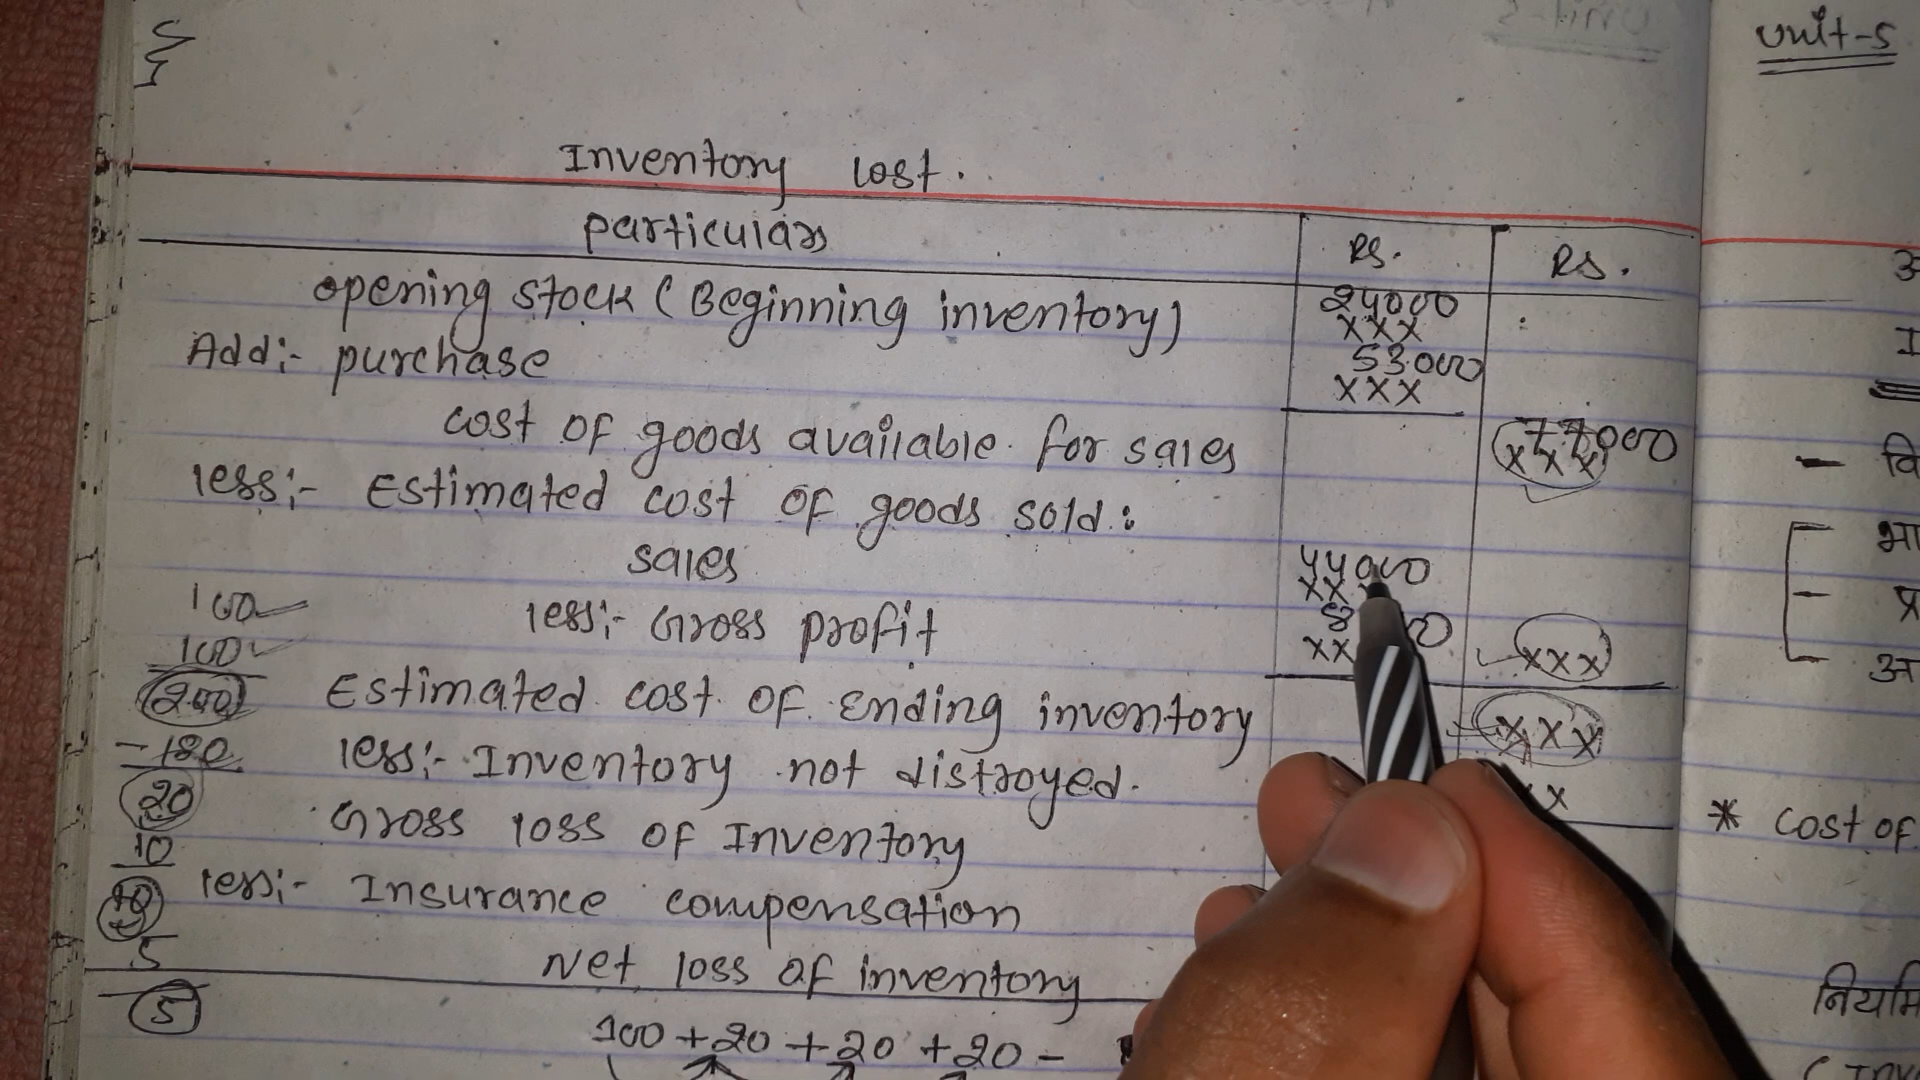 unit-5
Inventory cost.
particulars Rs. Rs.
opening stock (Beginning inventory) 24000
xxx
Add:- purchase 53000
xxx
cost of goods available for sales 77000
xxx
less:- Estimated cost of goods sold:
sales 44000
xx
100
less:- Gross profit
xx xxx
100
200
Estimated cost of Ending inventory xxx
-180
less:- Inventory not distroyed. xx
20
Gross loss of Inventory
10
less:- Insurance compensation
5
Net loss of inventory
5
100 + 20 + 20 + 20 -
* cost of